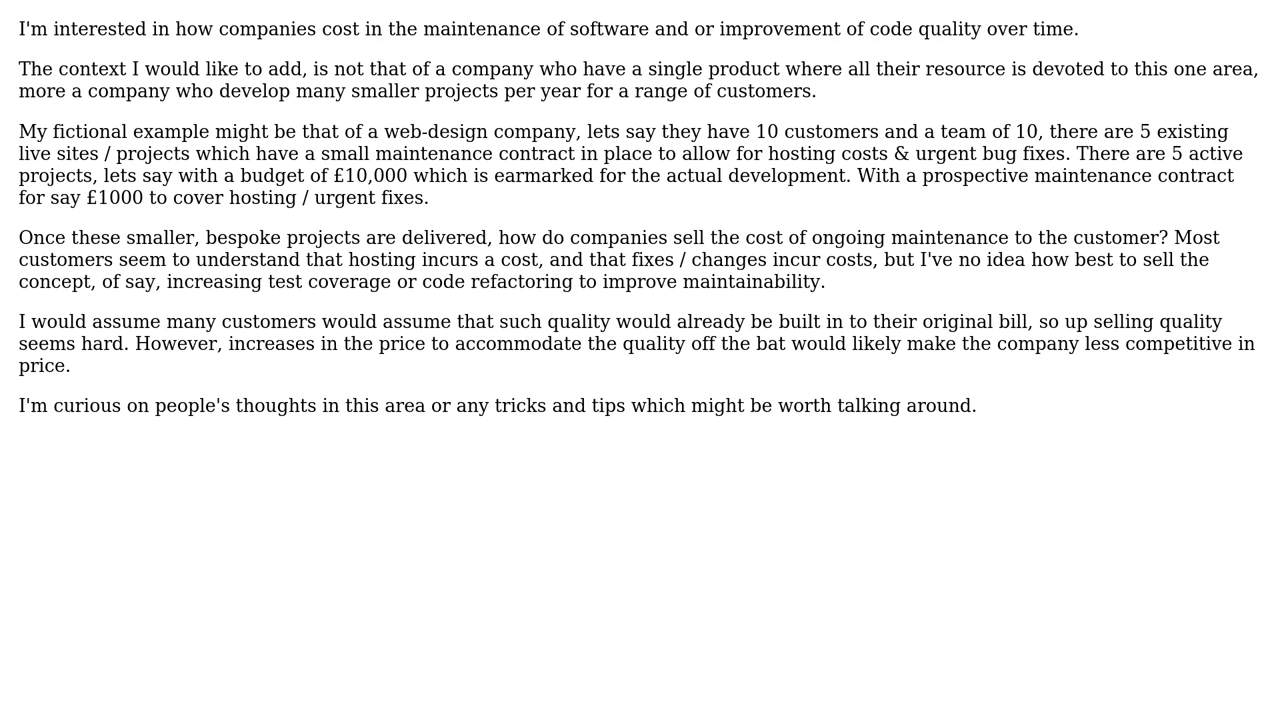 I'm interested in how companies cost in the maintenance of software and or improvement of code quality over time.
The context I would like to add, is not that of a company who have a single product where all their resource is devoted to this one area,
more a company who develop many smaller projects per year for a range of customers.
My fictional example might be that of a web-design company, lets say they have 10 customers and a team of 10, there are 5 existing
live sites / projects which have a small maintenance contract in place to allow for hosting costs & urgent bug fixes. There are 5 active
projects, lets say with a budget of £10,000 which is earmarked for the actual development. With a prospective maintenance contract
for say £1000 to cover hosting / urgent fixes.
Once these smaller, bespoke projects are delivered, how do companies sell the cost of ongoing maintenance to the customer? Most
customers seem to understand that hosting incurs a cost, and that fixes / changes incur costs, but I've no idea how best to sell the
concept, of say, increasing test coverage or code refactoring to improve maintainability.
I would assume many customers would assume that such quality would already be built in to their original bill, so up selling quality
seems hard. However, increases in the price to accommodate the quality off the bat would likely make the company less competitive in
price.
I'm curious on people's thoughts in this area or any tricks and tips which might be worth talking around.